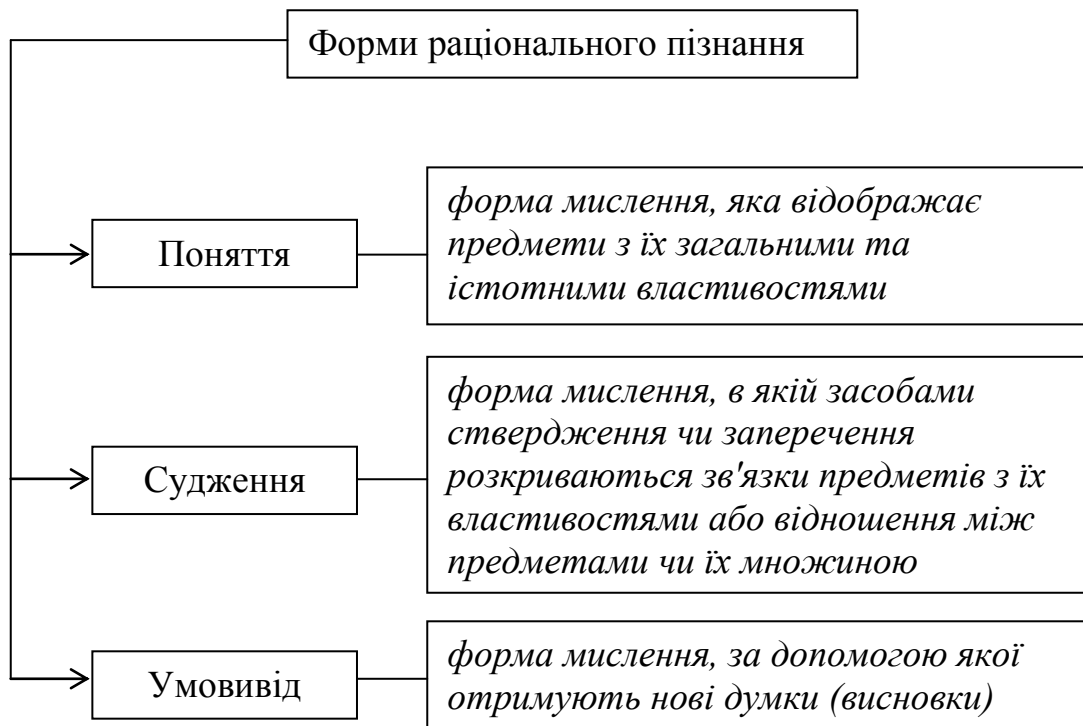 Форми раціонального пізнання
Поняття
форма мислення, яка відображає
предмети з їх загальними та
істотними властивостями
Судження
форма мислення, в якій засобами
ствердження чи заперечення
розкриваються зв'язки предметів з їх
властивостями або відношення між
предметами чи їх множиною
Умовивід
форма мислення, за допомогою якої
отримують нові думки (висновки)